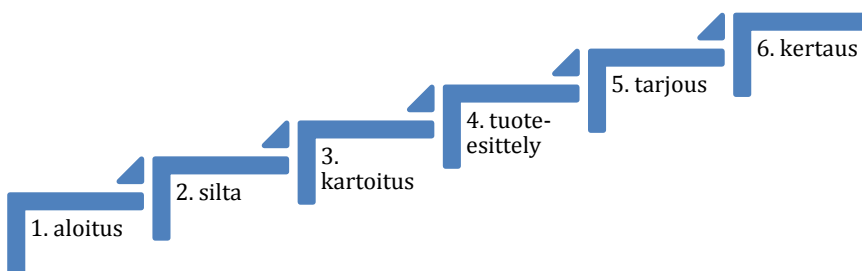 1. aloitus
2. silta
3.
kartoitus
4. tuote-
esittely
5. tarjous
6. kertaus